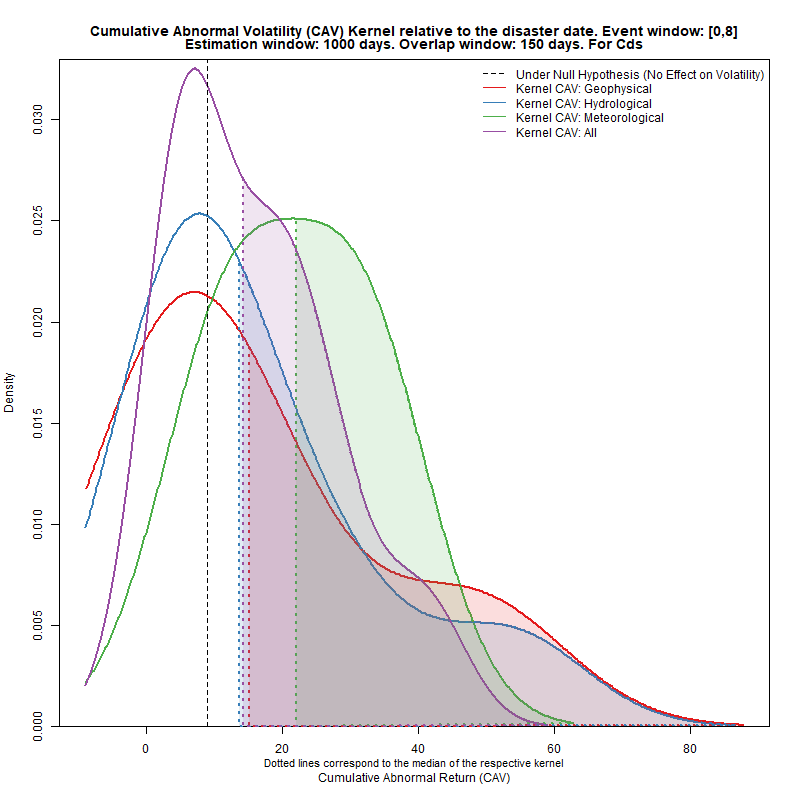 Cumulative Abnormal Volatility (CAV) Kernel relative to the disaster date. Event window: [0,8]
Estimation window: 1000 days. Overlap window: 150 days. For Cds
Under Null Hypothesis (No Effect on Volatility)
Kernel CAV: Geophysical
Kernel CAV: Hydrological
Kernel CAV: Meteorological
Kernel CAV: All
Density
0.030
0.025
0.020
0.015
0.010
0.005
0.000
0 20 40 60 80
Dotted lines correspond to the median of the respective kernel
Cumulative Abnormal Return (CAV)